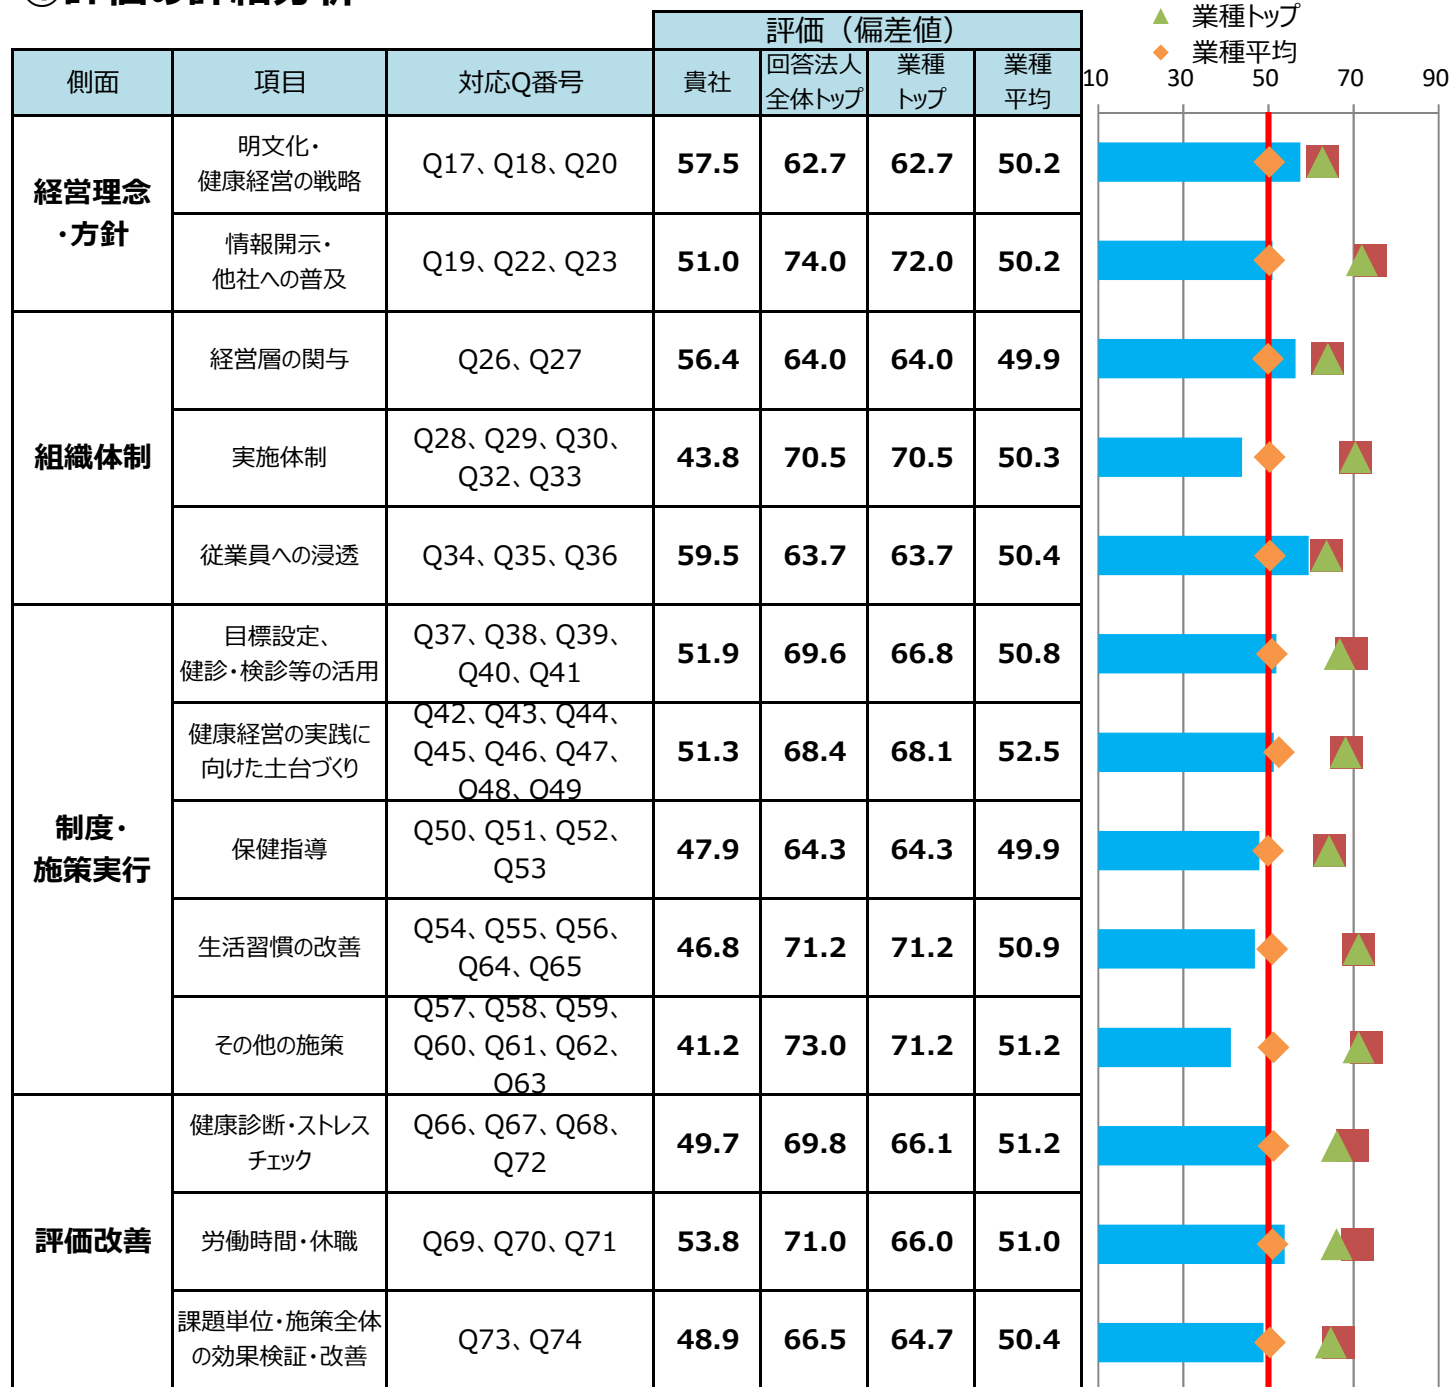 評価（偏差値）
側面 項目 対応Q番号 貴社 回答法人 業種 業種
全体トップ トップ 平均
▲ 業種トップ
◆ 業種平均
10 30 50 70 90
経営理念
・方針
明文化・
健康経営の戦略
Q17、Q18、Q20 57.5 62.7 62.7 50.2
情報開示・
他社への普及
Q19、Q22、Q23 51.0 74.0 72.0 50.2
組織体制
経営層の関与 Q26、Q27 56.4 64.0 64.0 49.9
実施体制
Q28、Q29、Q30、
Q32、Q33
43.8 70.5 70.5 50.3
従業員への浸透 Q34、Q35、Q36 59.5 63.7 63.7 50.4
制度・
施策実行
目標設定、
健診・検診等の活用
Q37、Q38、Q39、
Q40、Q41
51.9 69.6 66.8 50.8
健康経営の実践に
向けた土台づくり
Q42、Q43、Q44、
Q45、Q46、Q47、
Q48、Q49
51.3 68.4 68.1 52.5
保健指導
Q50、Q51、Q52、
Q53
47.9 64.3 64.3 49.9
生活習慣の改善
Q54、Q55、Q56、
Q64、Q65
46.8 71.2 71.2 50.9
その他の施策
Q57、Q58、Q59、
Q60、Q61、Q62、
Q63
41.2 73.0 71.2 51.2
評価改善
健康診断・ストレス
チェック
Q66、Q67、Q68、
Q72
49.7 69.8 66.1 51.2
労働時間・休職 Q69、Q70、Q71 53.8 71.0 66.0 51.0
課題単位・施策全体
の効果検証・改善
Q73、Q74 48.9 66.5 64.7 50.4